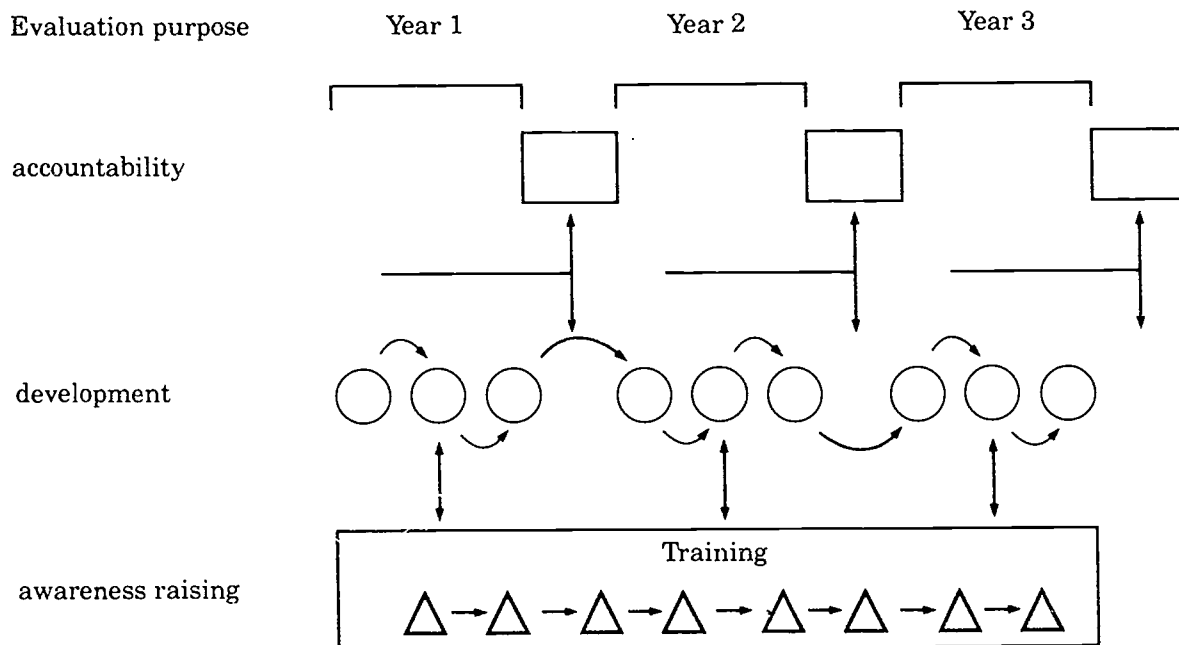 Evaluation purpose Year 1 Year 2 Year 3
accountability
development
Training
awareness raising